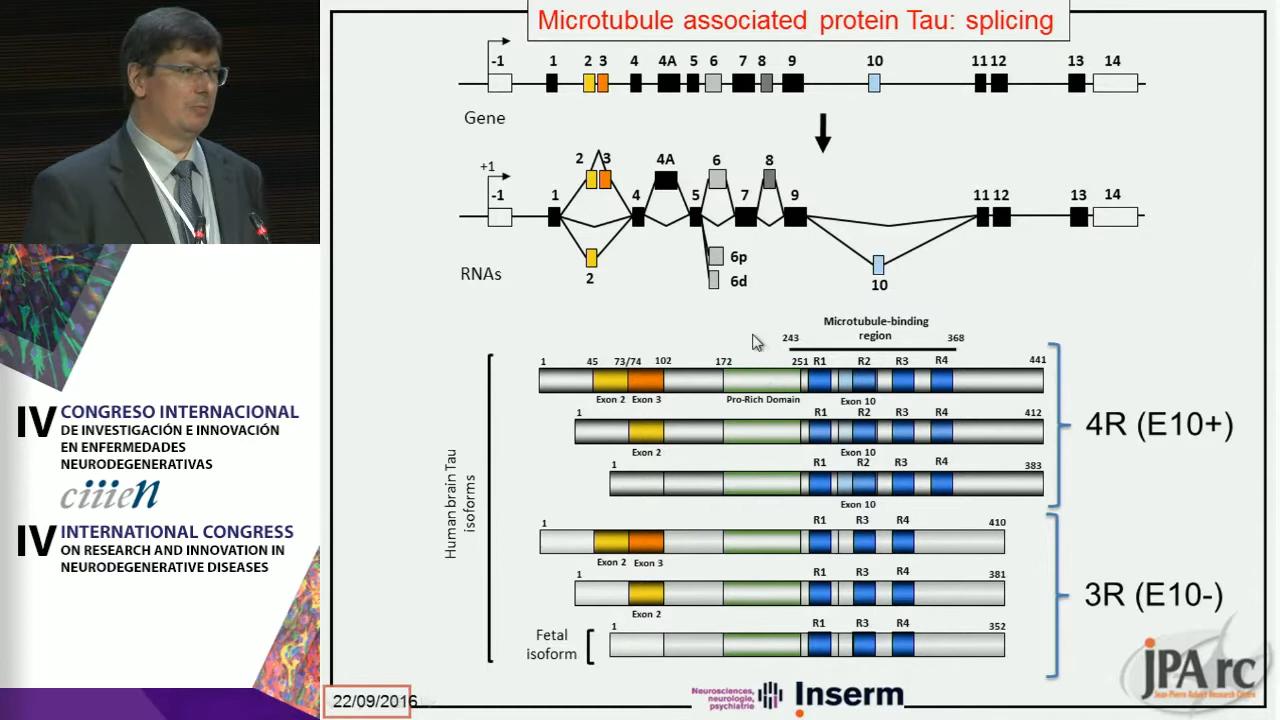 Microtubule associated protein Tau: splicing
-1 1 2 3 4 4A 5 6 7 8 9 10 11 12 13 14
Gene
2 3 4A 6 8
+1
-1 1 4 5 7 9 11 12 13 14
6p
6d
2
10
RNAs
Microtubule-binding
region
243 368
1 45 73/74 102 172 251 R1 R2 R3 R4 441
Exon 2 Exon 3 Pro-Rich Domain Exon 10
1 R1 R2 R3 R4 412
Exon 2 Exon 10
1 R1 R2 R3 R4 383
Exon 10
4R (E10+)
1 R1 R3 R4 410
Exon 2 Exon 3
1 R1 R3 R4 381
Exon 2
1 R1 R3 R4 352
3R (E10-)
Human brain Tau
isoforms
Fetal
isoform
IV CONGRESO INTERNACIONAL
DE INVESTIGACIÓN E INNOVACIÓN
EN ENFERMEDADES
NEURODEGENERATIVAS
ciiien
IV INTERNATIONAL CONGRESS
ON RESEARCH AND INNOVATION IN
NEURODEGENERATIVE DISEASES
22/09/2016
Neurosciences,
neurologie,
psychiatrie
Inserm
JPArc
Jean-Pierre Aubert Research Centre